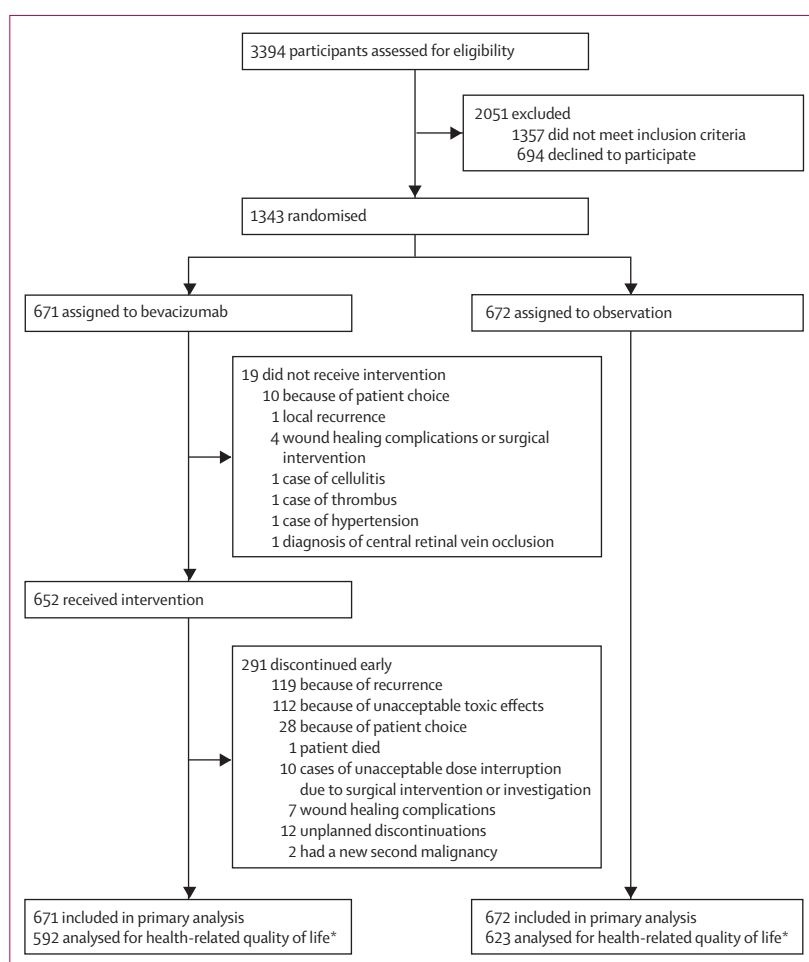 3394 participants assessed for eligibility
2051 excluded
1357 did not meet inclusion criteria
694 declined to participate
1343 randomised
671 assigned to bevacizumab
672 assigned to observation
19 did not receive intervention
10 because of patient choice
1 local recurrence
4 wound healing complications or surgical
intervention
1 case of cellulitis
1 case of thrombus
1 case of hypertension
1 diagnosis of central retinal vein occlusion
652 received intervention
291 discontinued early
119 because of recurrence
112 because of unacceptable toxic effects
28 because of patient choice
1 patient died
10 cases of unacceptable dose interruption
due to surgical intervention or investigation
7 wound healing complications
12 unplanned discontinuations
2 had a new second malignancy
671 included in primary analysis
592 analysed for health-related quality of life*
672 included in primary analysis
623 analysed for health-related quality of life*